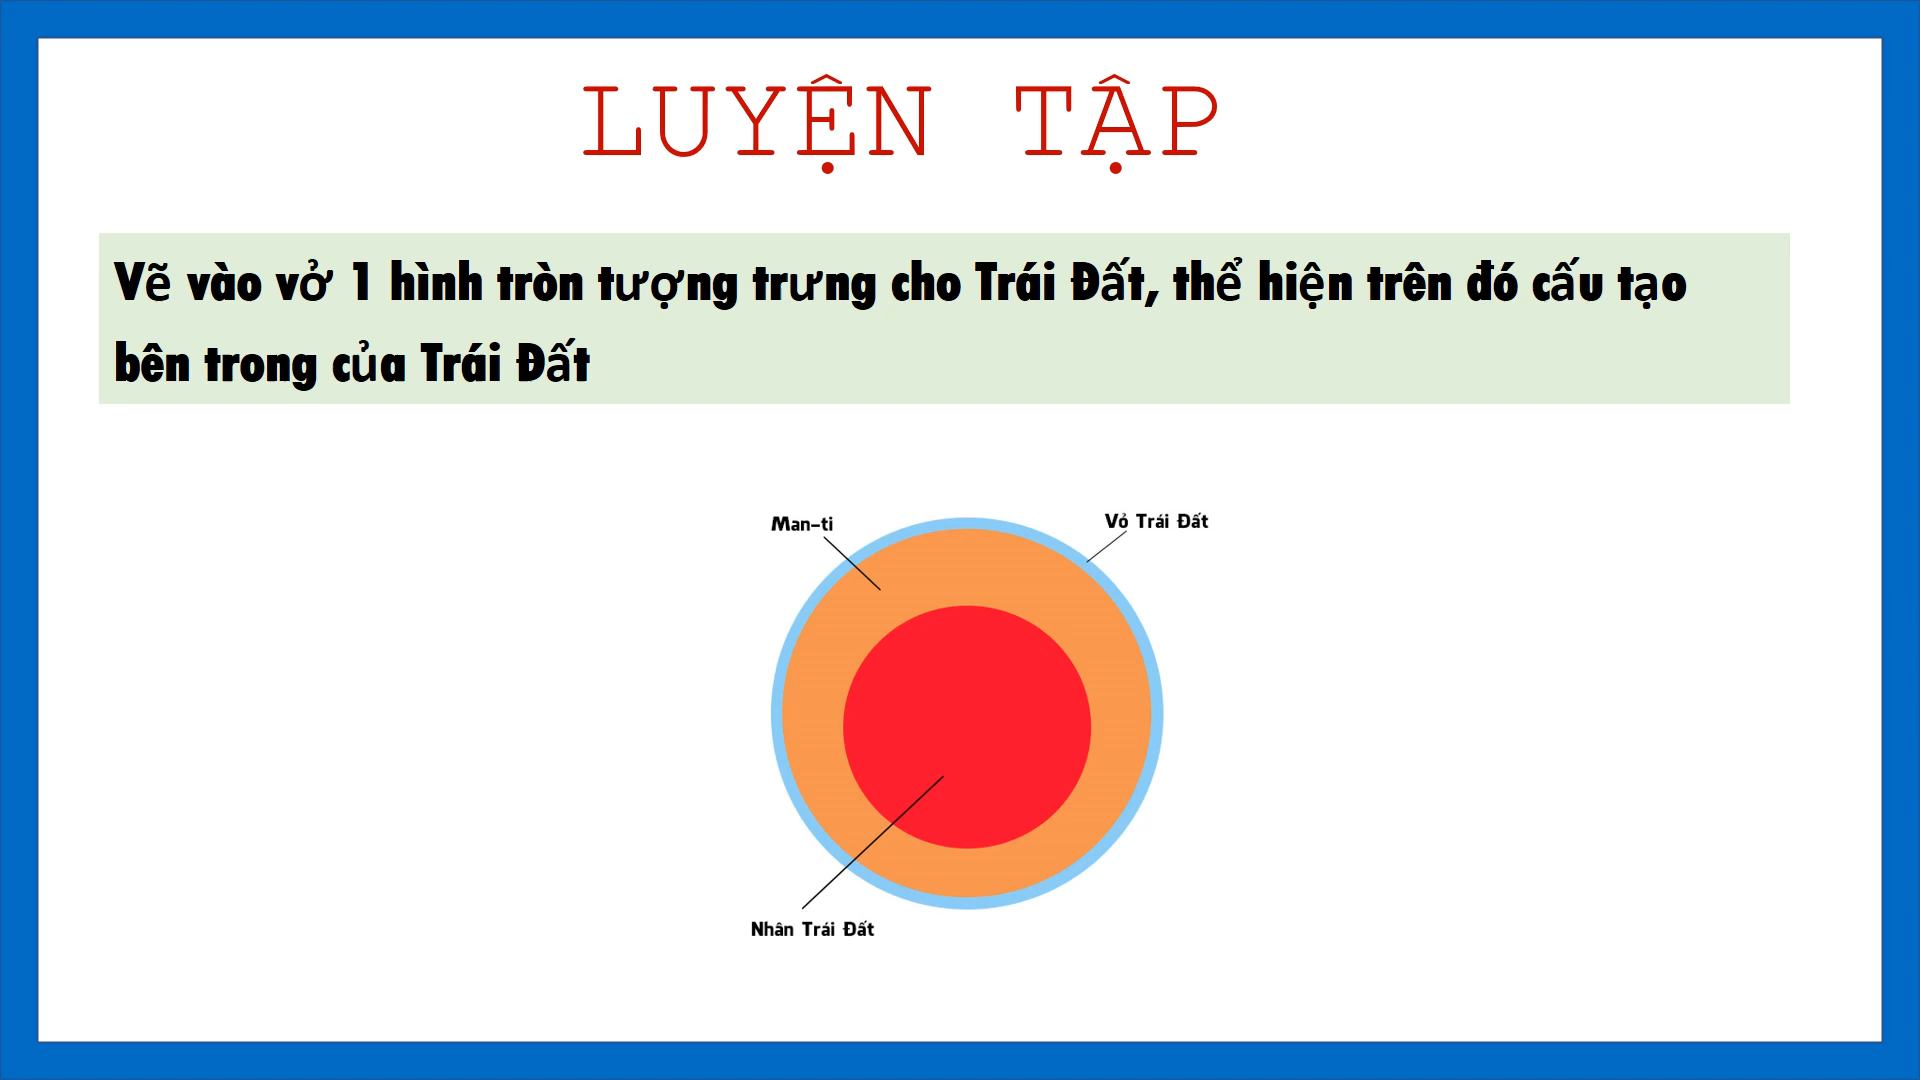 LUYỆN TẬP
Vẽ vào vở 1 hình tròn tượng trưng cho Trái Đất, thể hiện trên đó cấu tạo
bên trong của Trái Đất
Man-ti
Vỏ Trái Đất
Nhân Trái Đất